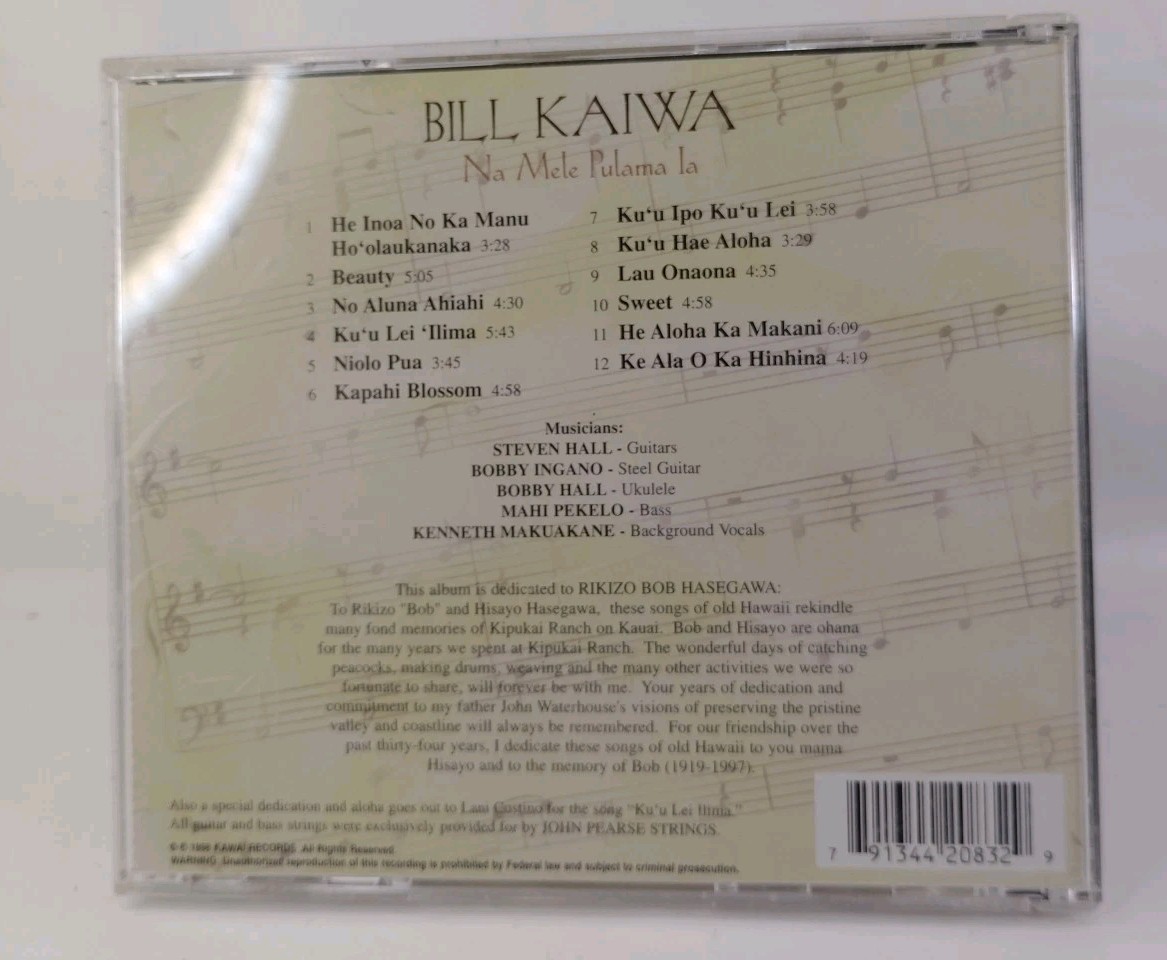 BILL KAIWA
Na Mele Pulama Ia
1 He Inoa No Ka Manu
Hoʻolaukanaka 3:28
2 Beauty 5:05
3 No Aluna Ahiahi 4:30
4 Kuʻu Lei ʻIlima 5:43
5 Niolo Pua 3:45
6 Kapahi Blossom 4:58
7 Kuʻu Ipo Kuʻu Lei 3:58
8 Kuʻu Hae Aloha 3:29
9 Lau Onaona 4:35
10 Sweet 4:58
11 He Aloha Ka Makani 6:09
12 Ke Ala O Ka Hinhina 4:19
Musicians:
STEVEN HALL - Guitars
BOBBY INGANO - Steel Guitar
BOBBY HALL - Ukulele
MAHI PEKELO - Bass
KENNETH MAKUAKANE - Background Vocals
This album is dedicated to RIKIZO BOB HASEGAWA:
To Rikizo "Bob" and Hisayo Hasegawa, these songs of old Hawaii rekindle
many fond memories of Kipukai Ranch on Kauai. Bob and Hisayo are ohana
for the many years we spent at Kipukai Ranch. The wonderful days of catching
peacocks, making drums, weaving and the many other activities we were so
fortunate to share, will forever be with me. Your years of dedication and
commitment to my father John Waterhouse's visions of preserving the pristine
valley and coastline will always be remembered. For our friendship over the
past thirty-four years, I dedicate these songs of old Hawaii to you mama
Hisayo and to the memory of Bob (1919-1997).
Also a special dedication and aloha goes out to Lani Custino for the song "Kuʻu Lei Ilima."
All guitar and bass strings were exclusively provided for by JOHN PEARSE STRINGS.
© ℗ KAWAI RECORDS. All Rights Reserved.
WARNING: Unauthorized reproduction of this recording is prohibited by Federal law and subject to criminal prosecution.
7 91344 20832 9